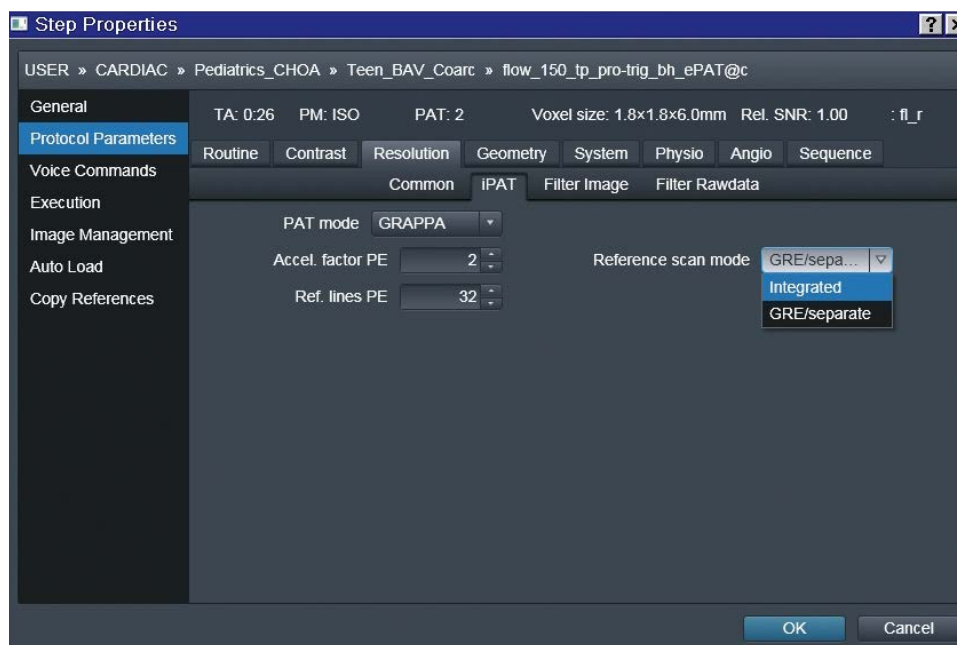 Step Properties
?
USER » CARDIAC » Pediatrics_CHOA » Teen_BAV_Coarc » flow_150_tp_pro-trig_bh_ePAT@c
General
Protocol Parameters
Voice Commands
Execution
Image Management
Auto Load
Copy References
TA: 0:26 PM: ISO PAT: 2 Voxel size: 1.8×1.8×6.0mm Rel. SNR: 1.00 : fl_r
Routine Contrast Resolution Geometry System Physio Angio Sequence
Common iPAT Filter Image Filter Rawdata
PAT mode GRAPPA
Accel. factor PE 2 Reference scan mode GRE/sepa...
Ref. lines PE 32
Integrated
GRE/separate
OK Cancel